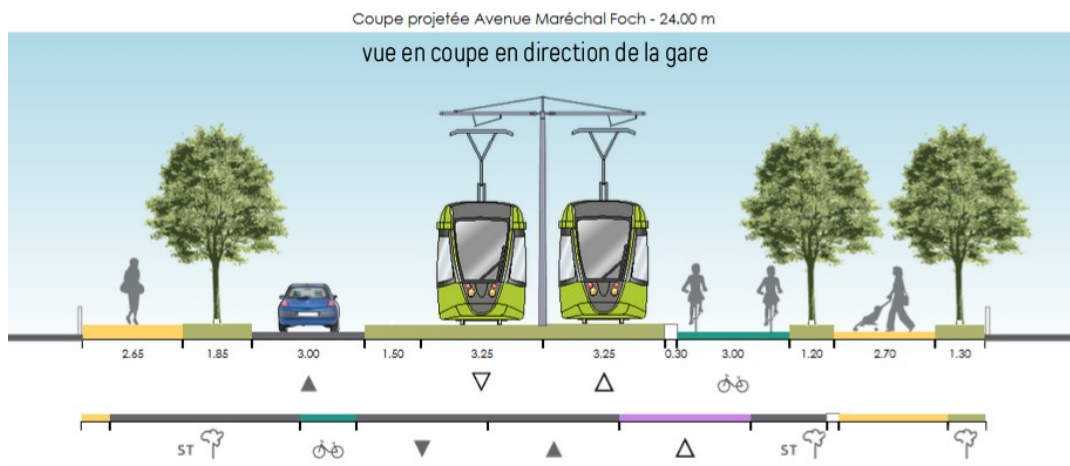 Coupe projetée Avenue Maréchal Foch - 24.00 m
vue en coupe en direction de la gare
2.65 1.85 3.00 1.50 3.25 3.25 0.30 3.00 1.20 2.70 1.30
ST ST